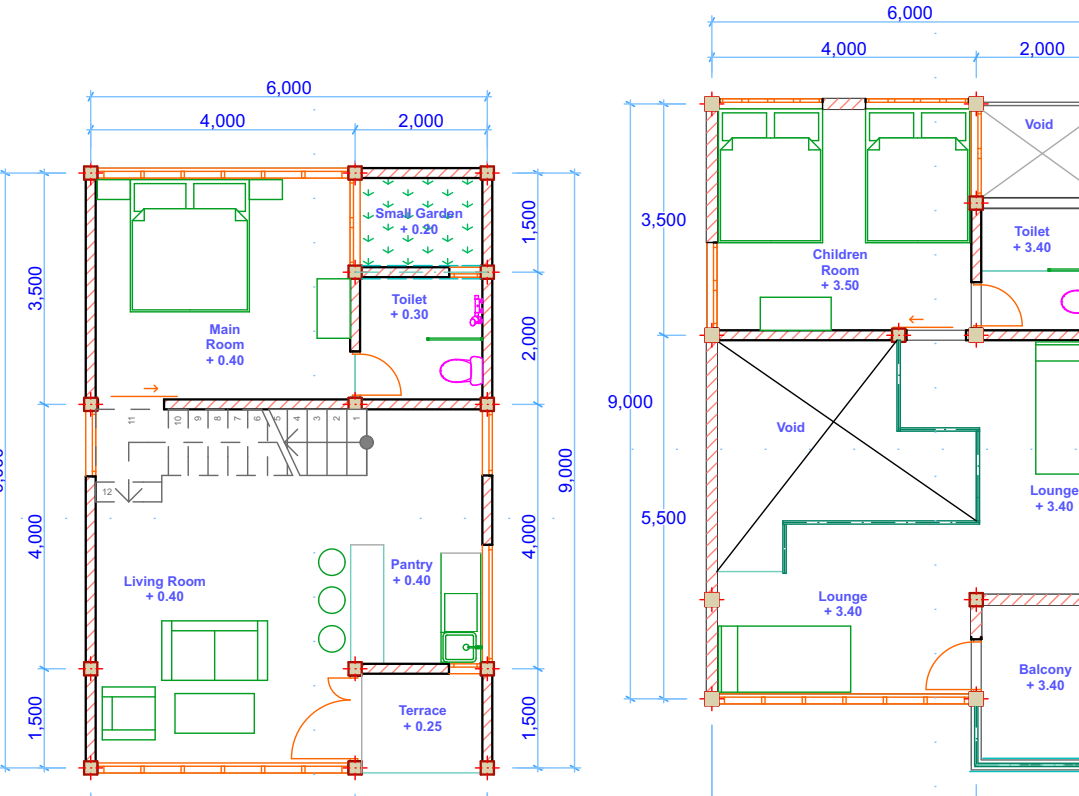 6,000
4,000
2,000
3,500
4,000
1,500
1,500
2,000
4,000
1,500
9,000
Small Garden
+ 0.20
Toilet
+ 0.30
Main
Room
+ 0.40
11
10
9
8
7
6
5
4
3
2
1
12
Living Room
+ 0.40
Pantry
+ 0.40
Terrace
+ 0.25
6,000
4,000
2,000
3,500
9,000
5,500
Void
Toilet
+ 3.40
Children
Room
+ 3.50
Void
Lounge
+ 3.40
Lounge
+ 3.40
Balcony
+ 3.40